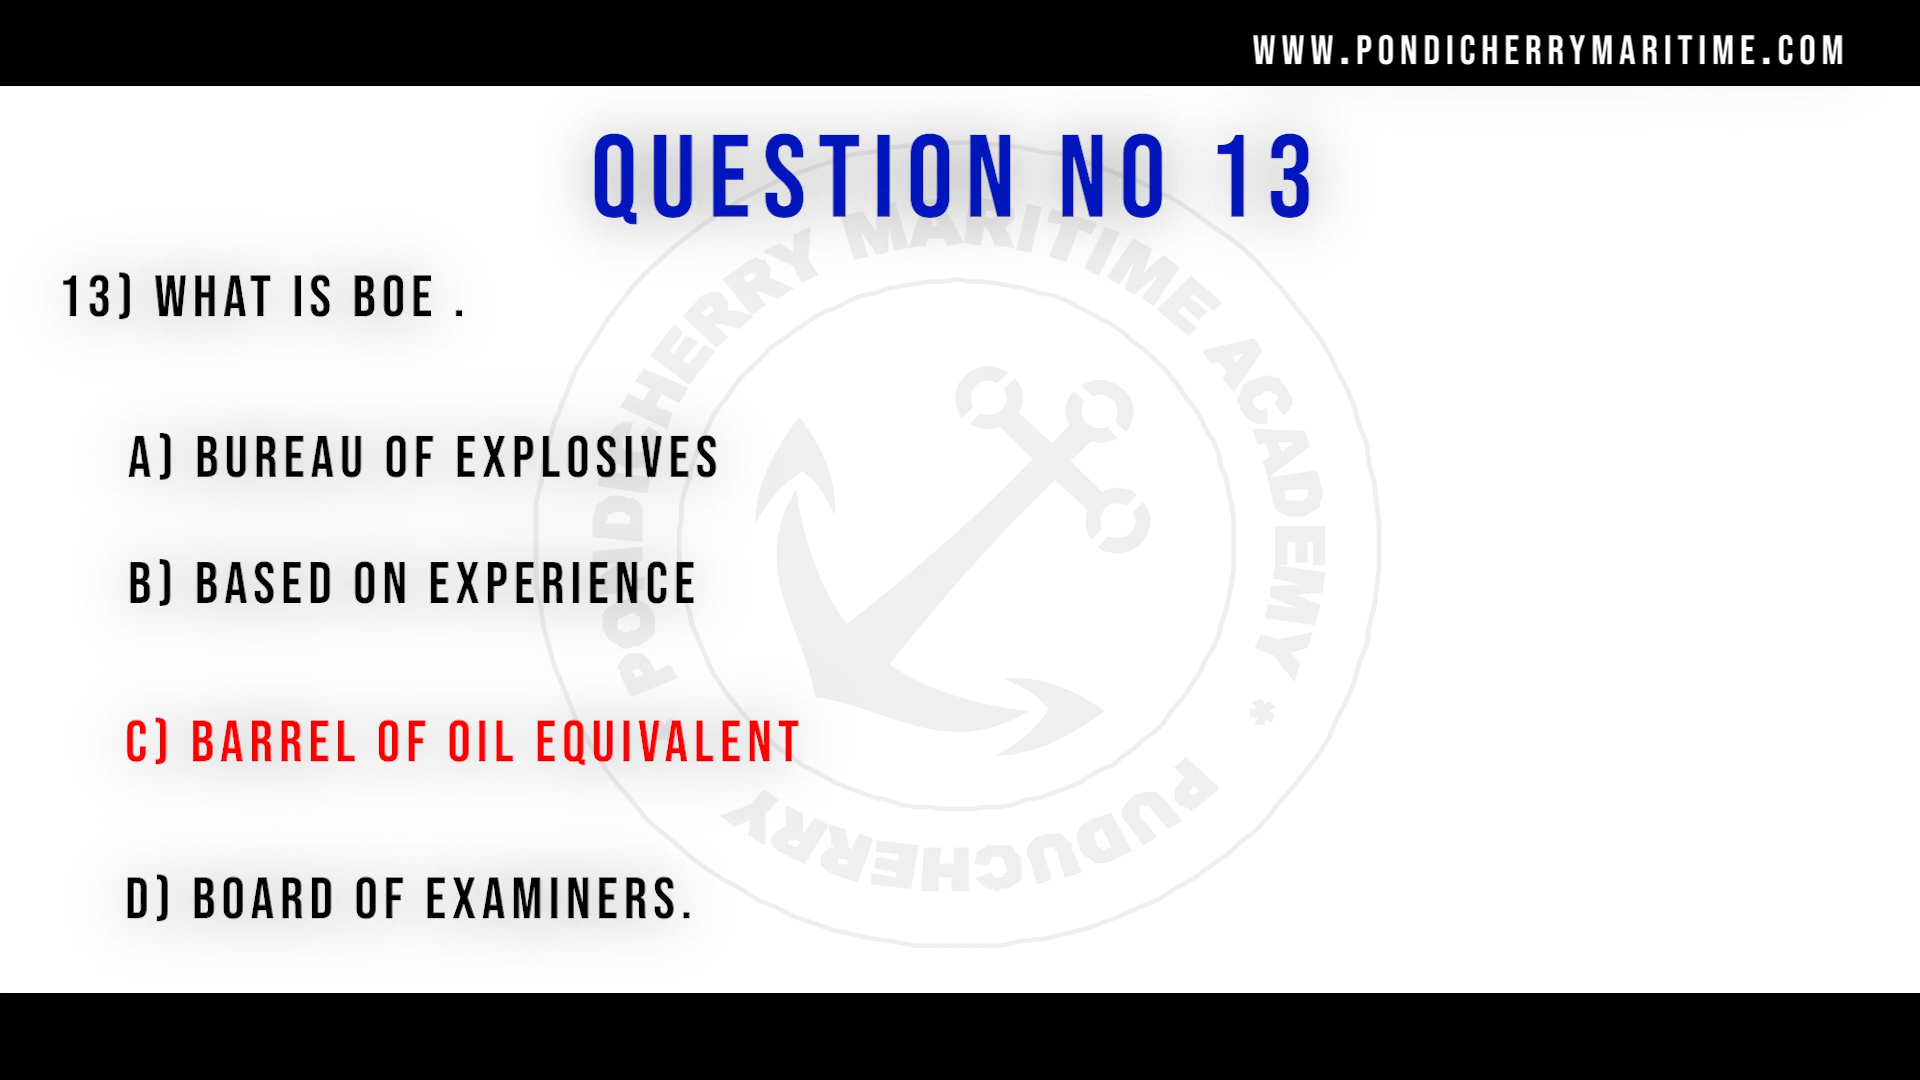 WWW.PONDICHERRYMARITIME.COM
QUESTION NO 13
13) WHAT IS BOE .
A) BUREAU OF EXPLOSIVES
B) BASED ON EXPERIENCE
C) BARREL OF OIL EQUIVALENT
D) BOARD OF EXAMINERS.
* PONDICHERRY MARITIME ACADEMY *
PUDUCHERRY